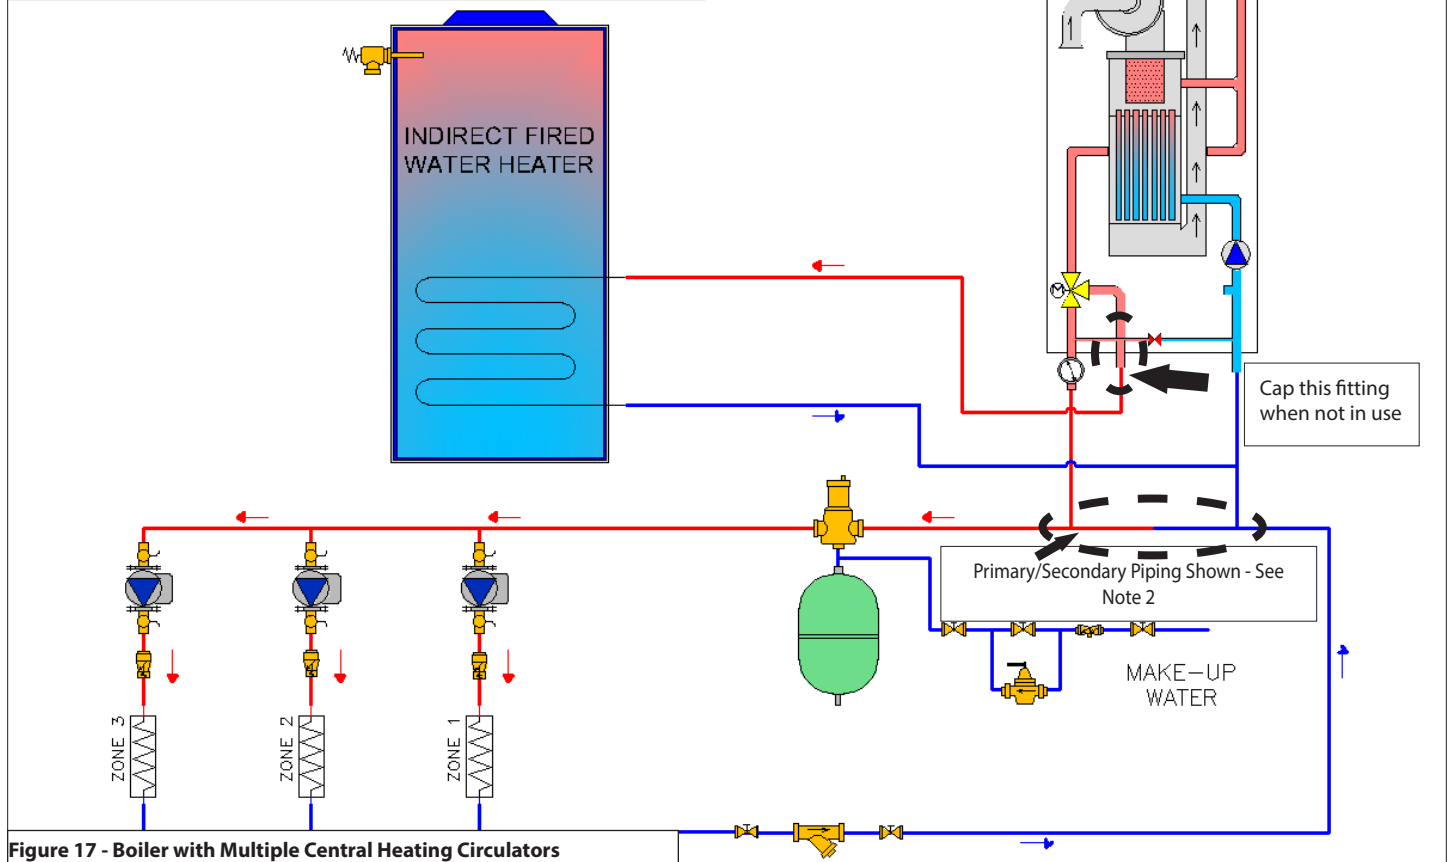 INDIRECT FIRED
WATER HEATER
M
Cap this fitting
when not in use
Primary/Secondary Piping Shown - See
Note 2
MAKE-UP
WATER
ZONE 3
ZONE 2
ZONE 1
Figure 17 - Boiler with Multiple Central Heating Circulators